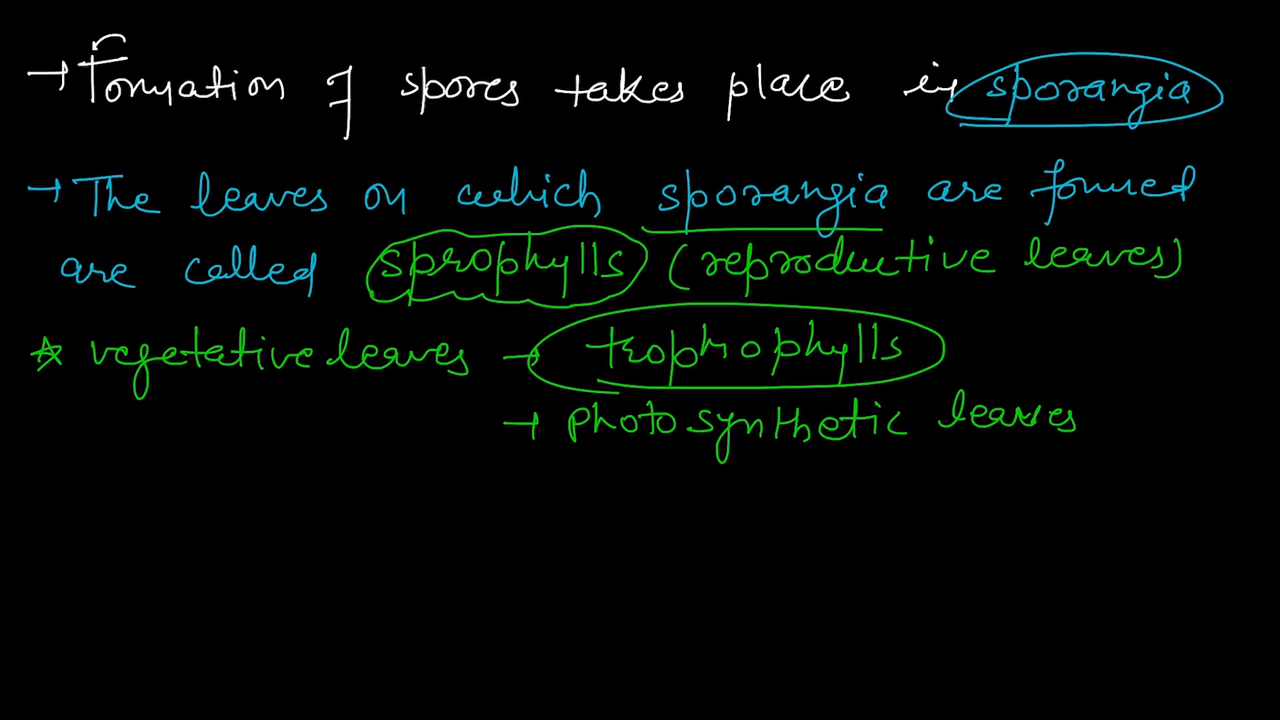 → Formation of spores takes place in sporangia
→ The leaves on which sporangia are formed
are called sprophylls (reproductive leaves)
☆ vegetative leaves → trophophylls
→ photosynthetic leaves